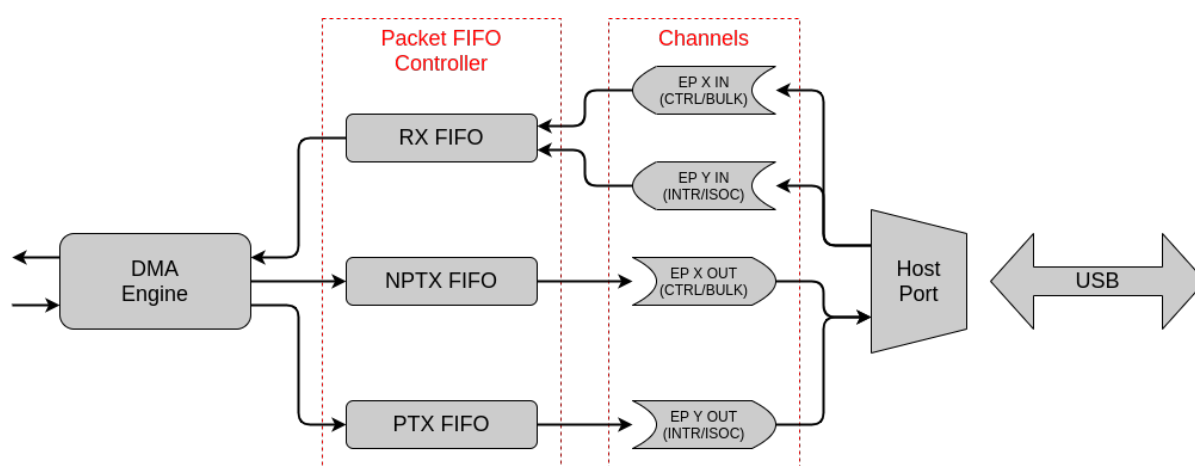 Packet FIFO
Controller
Channels
EP X IN
(CTRL/BULK)
RX FIFO
EP Y IN
(INTR/ISOC)
DMA
Engine
NPTX FIFO
EP X OUT
(CTRL/BULK)
Host
Port
USB
PTX FIFO
EP Y OUT
(INTR/ISOC)